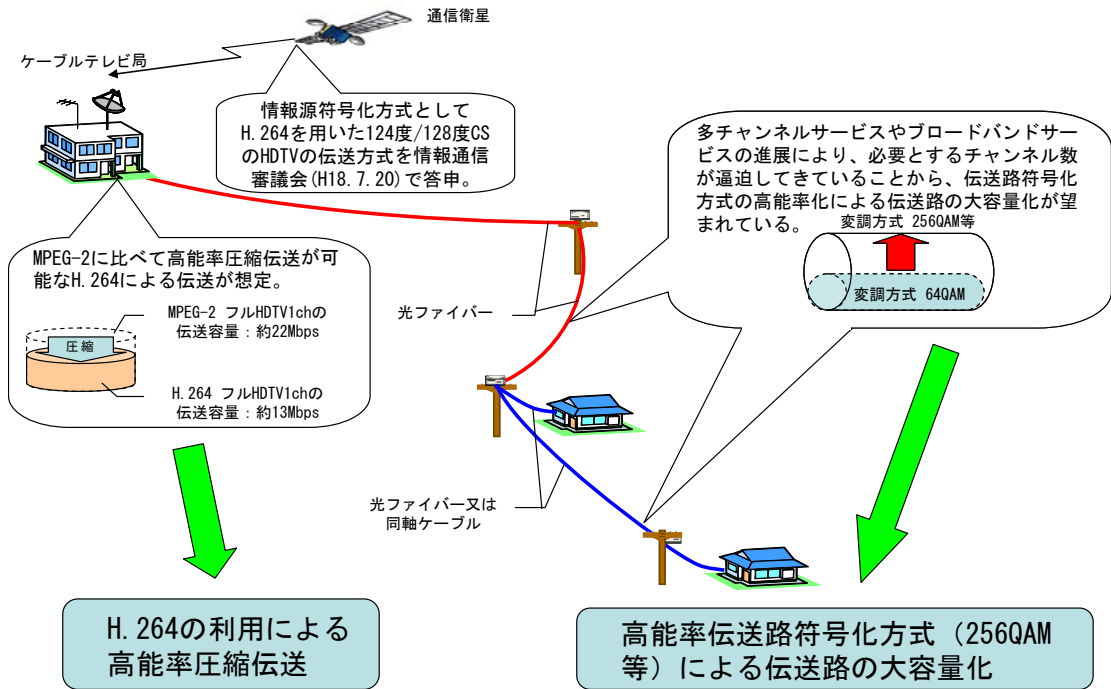 通信衛星
ケーブルテレビ局
情報源符号化方式として
H.264を用いた124度/128度CS
のHDTVの伝送方式を情報通信
審議会(H18.7.20)で答申。
多チャンネルサービスやブロードバンドサー
ビスの進展により、必要とするチャンネル数
が逼迫してきていることから、伝送路符号化
方式の高能率化による伝送路の大容量化が望
まれている。
変調方式 256QAM等
変調方式 64QAM
MPEG-2に比べて高能率圧縮伝送が可
能なH.264による伝送が想定。
MPEG-2 フルHDTV1chの
伝送容量：約22Mbps
圧縮
H.264 フルHDTV1chの
伝送容量：約13Mbps
光ファイバー
光ファイバー又は
同軸ケーブル
H.264の利用による
高能率圧縮伝送
高能率伝送路符号化方式（256QAM
等）による伝送路の大容量化